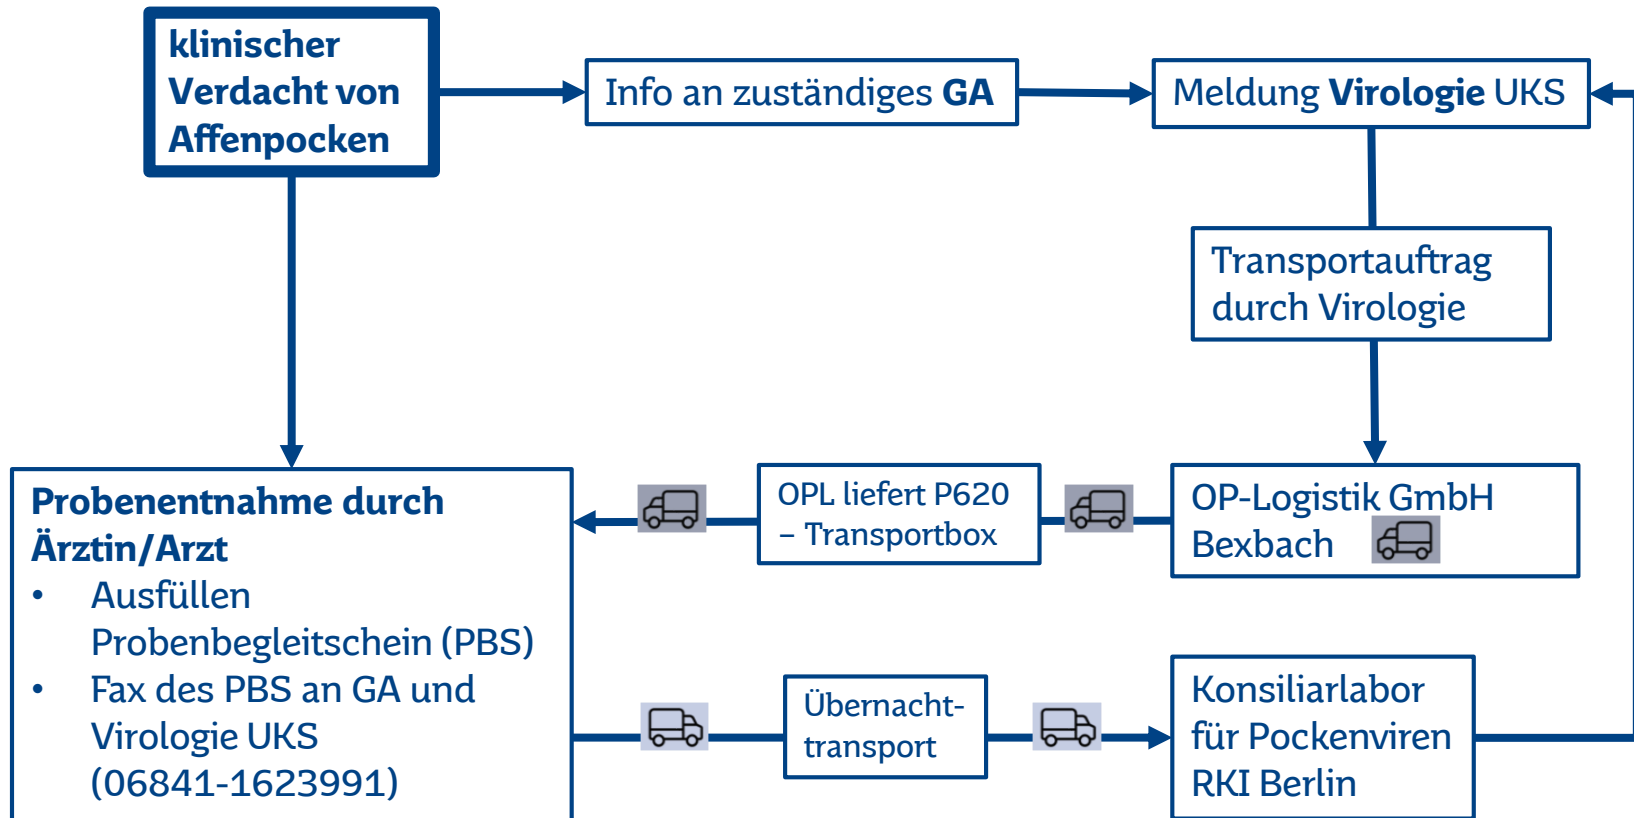 klinischer
Verdacht von
Affenpocken
Info an zuständiges GA
Meldung Virologie UKS
Transportauftrag
durch Virologie
Probenentnahme durch
Ärztin/Arzt
• Ausfüllen
Probenbegleitschein (PBS)
• Fax des PBS an GA und
Virologie UKS
(06841-1623991)
OPL liefert P620
– Transportbox
OP-Logistik GmbH
Bexbach
Übernacht-
transport
Konsiliarlabor
für Pockenviren
RKI Berlin